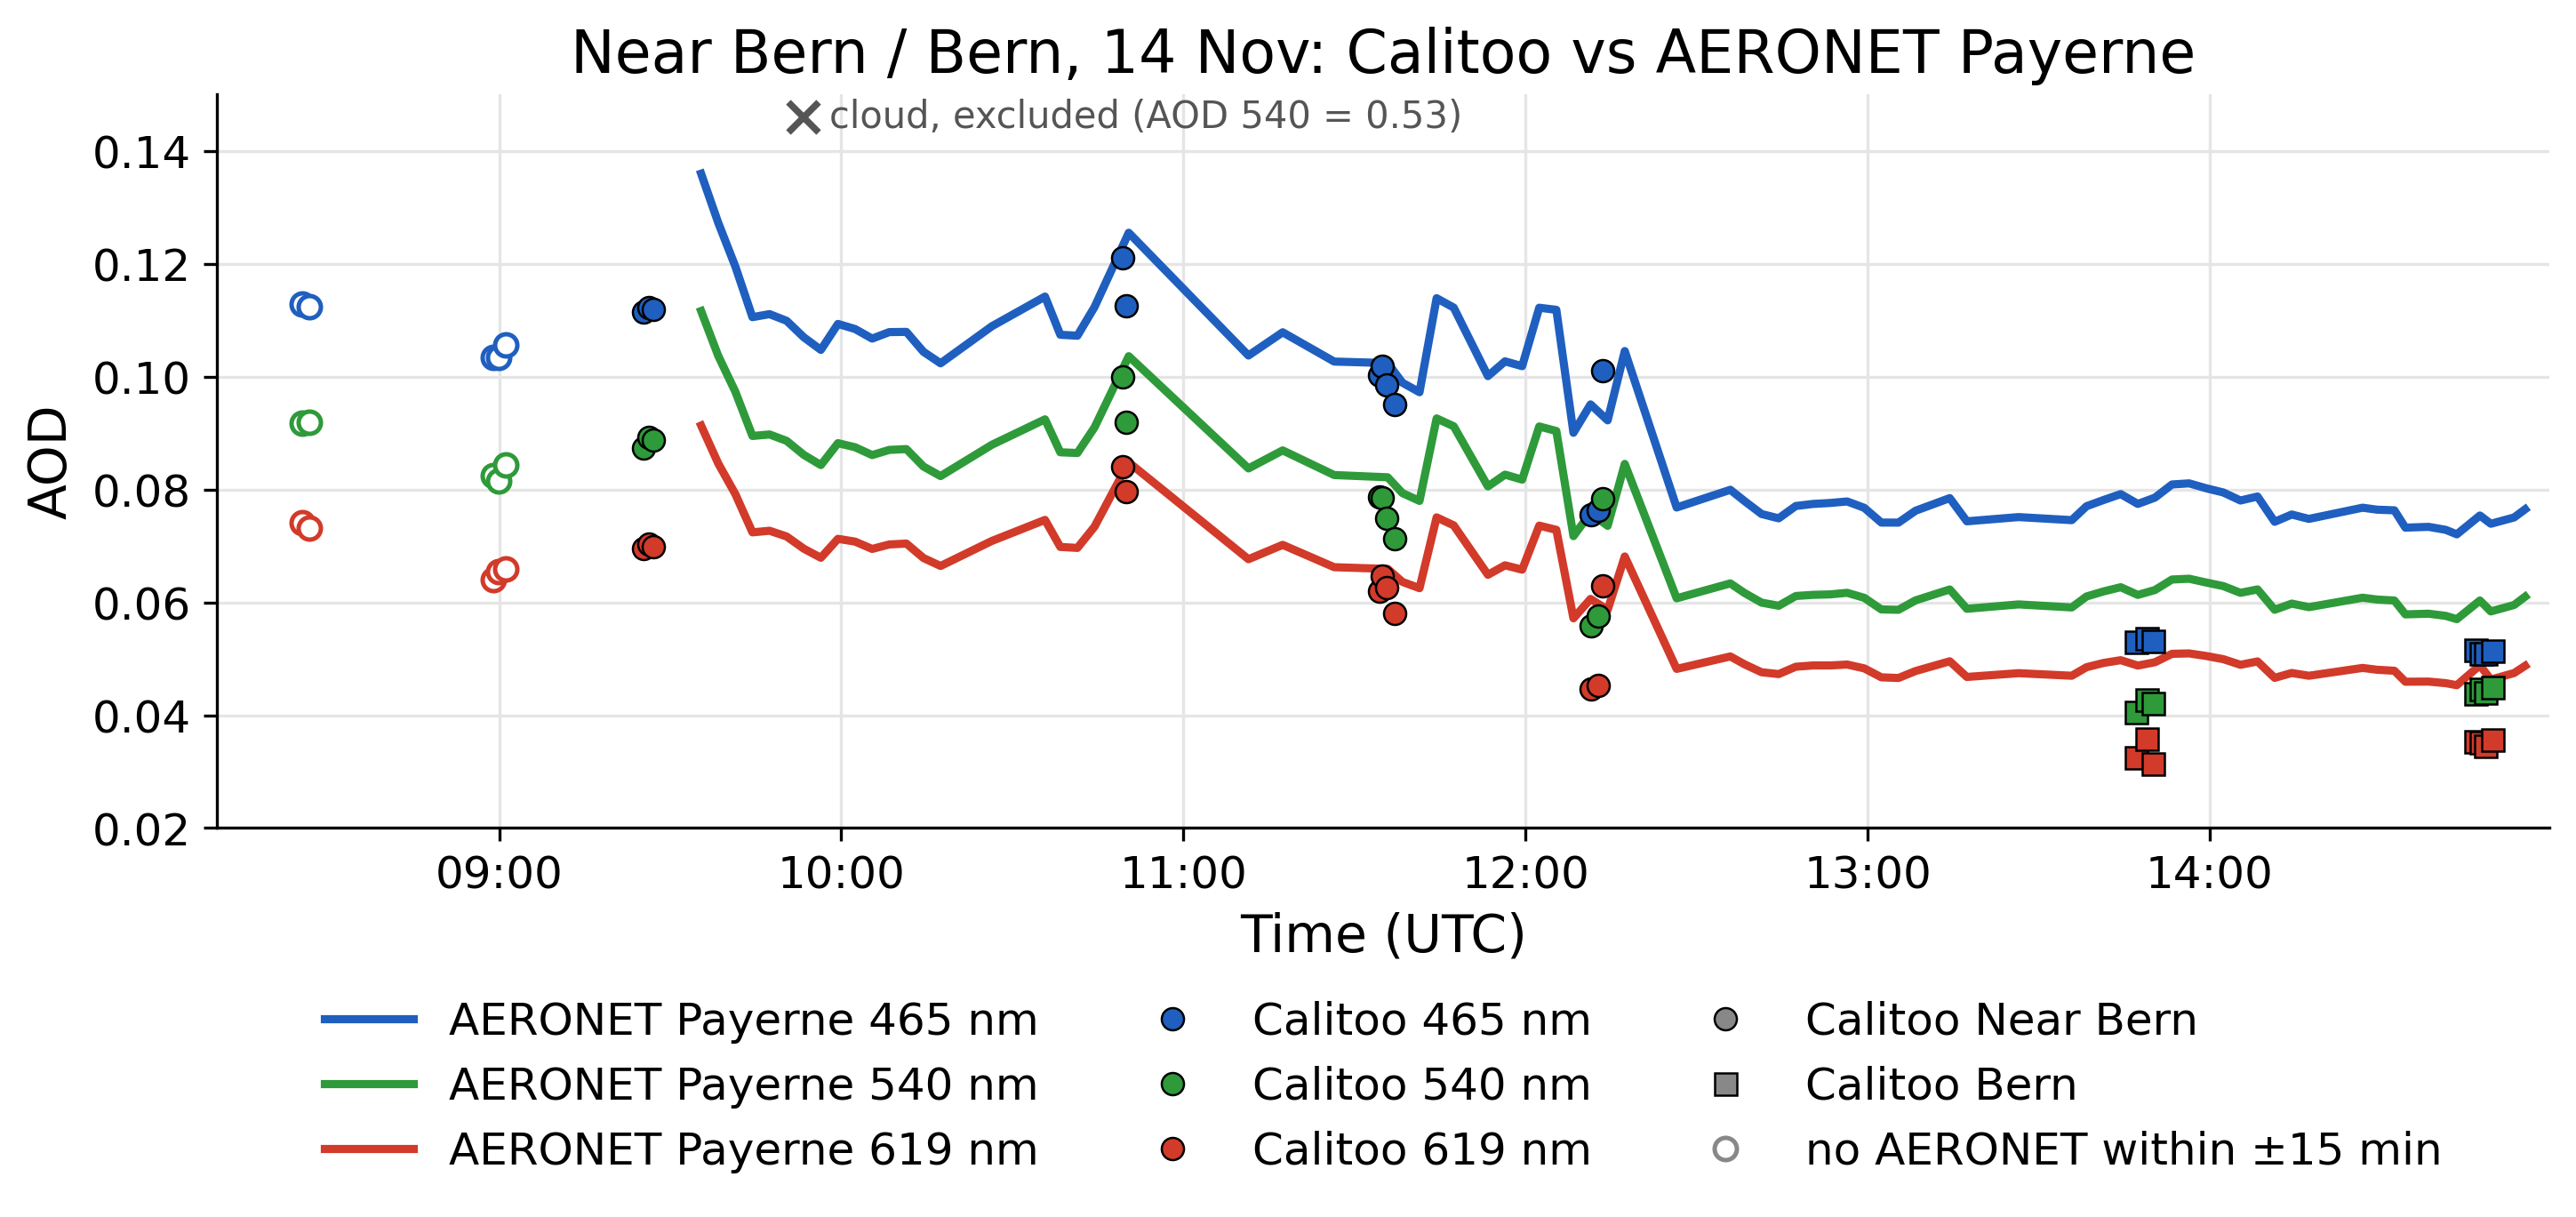 Near Bern / Bern, 14 Nov: Calitoo vs AERONET Payerne
cloud, excluded (AOD 540 = 0.53)
0.14
0.12
0.10
0.08
0.06
0.04
0.02
AOD
09:00 10:00 11:00 12:00 13:00 14:00
Time (UTC)
AERONET Payerne 465 nm
AERONET Payerne 540 nm
AERONET Payerne 619 nm
Calitoo 465 nm
Calitoo 540 nm
Calitoo 619 nm
Calitoo Near Bern
Calitoo Bern
no AERONET within ±15 min